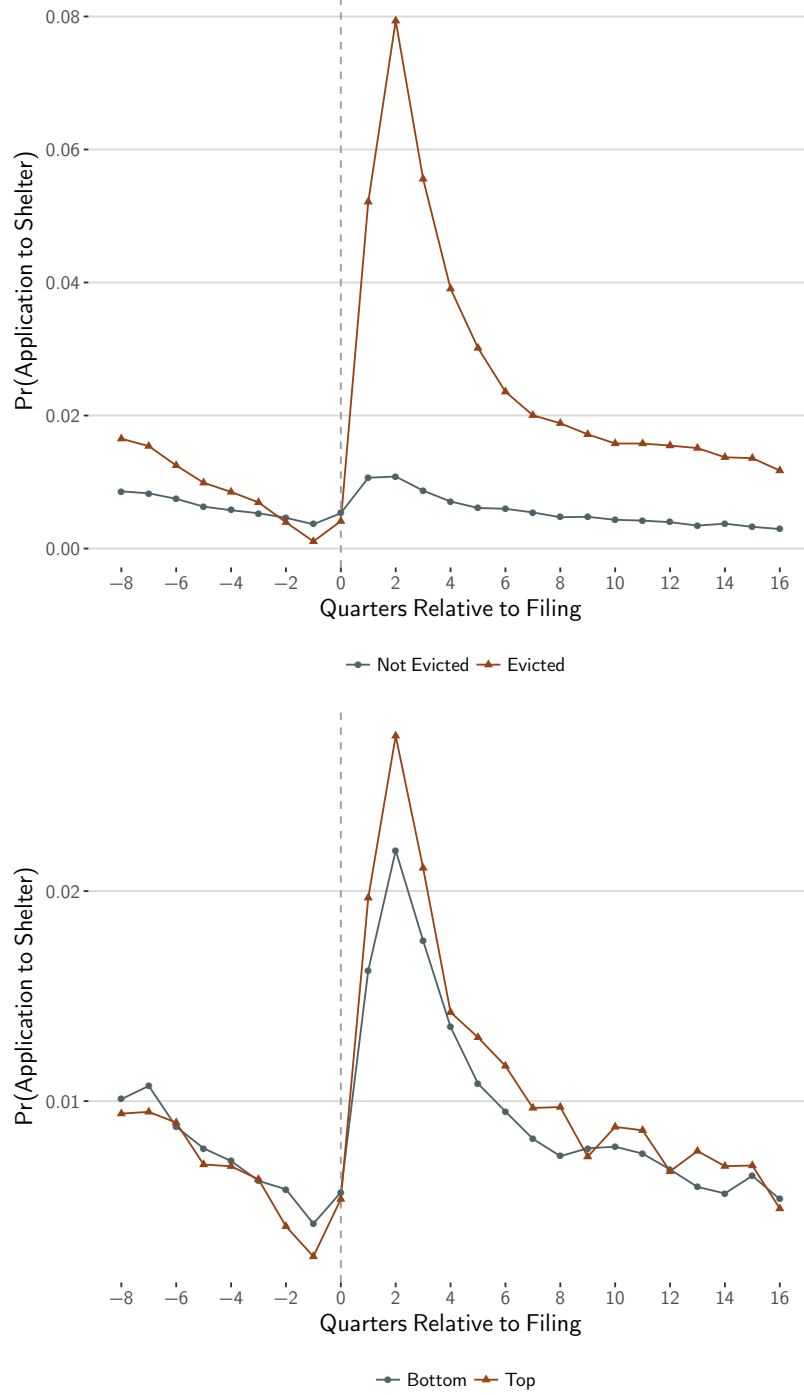 0.08
0.06
0.04
0.02
0.00
Pr(Application to Shelter)
−8 −6 −4 −2 0 2 4 6 8 10 12 14 16
Quarters Relative to Filing
Not Evicted Evicted
0.02
0.01
Pr(Application to Shelter)
−8 −6 −4 −2 0 2 4 6 8 10 12 14 16
Quarters Relative to Filing
Bottom Top